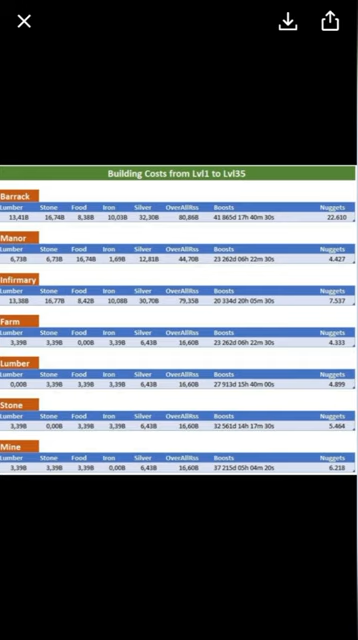 Building Costs from Lvl1 to Lvl35
Barrack
Lumber Stone Food Iron Silver OverAllRss Boosts Nuggets
13,41B 16,74B 8,38B 10,03B 32,30B 80,86B 41 865d 17h 40m 30s 22.610
Manor
Lumber Stone Food Iron Silver OverAllRss Boosts Nuggets
6,73B 6,73B 16,74B 1,69B 12,81B 44,70B 23 262d 06h 22m 30s 4.427
Infirmary
Lumber Stone Food Iron Silver OverAllRss Boosts Nuggets
13,38B 16,77B 8,42B 10,08B 30,70B 79,35B 20 334d 20h 05m 30s 7.537
Farm
Lumber Stone Food Iron Silver OverAllRss Boosts Nuggets
3,39B 3,39B 0,00B 3,39B 6,43B 16,60B 23 262d 06h 22m 30s 4.333
Lumber
Lumber Stone Food Iron Silver OverAllRss Boosts Nuggets
0,00B 3,39B 3,39B 3,39B 6,43B 16,60B 27 913d 15h 40m 00s 4.899
Stone
Lumber Stone Food Iron Silver OverAllRss Boosts Nuggets
3,39B 0,00B 3,39B 3,39B 6,43B 16,60B 32 561d 14h 17m 30s 5.464
Mine
Lumber Stone Food Iron Silver OverAllRss Boosts Nuggets
3,39B 3,39B 3,39B 0,00B 6,43B 16,60B 37 215d 05h 04m 20s 6.218